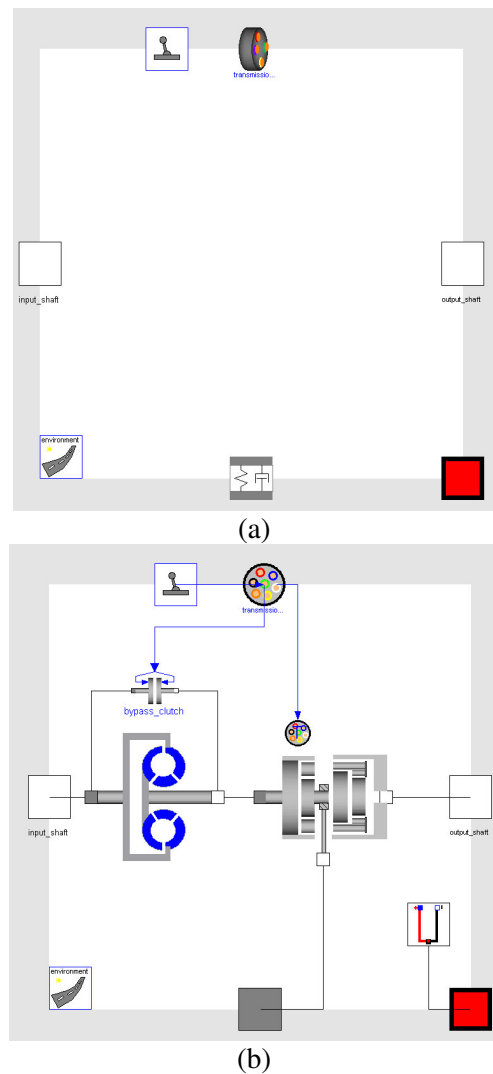 transmissio...
input_shaft
output_shaft
environment
(a)
transmissio...
bypass_clutch
input_shaft
output_shaft
environment
(b)